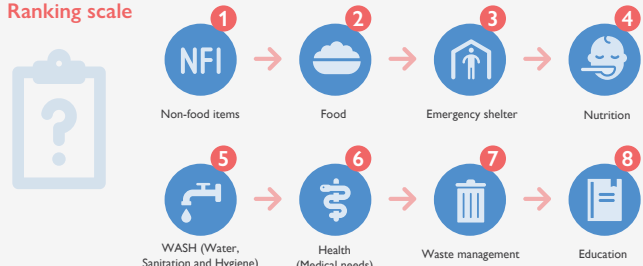 Ranking scale
1
2
3
4
NFI
Non-food items
Food
Emergency shelter
Nutrition
5
6
7
8
WASH (Water,
Sanitation and Hygiene)
Health
(Medical needs)
Waste management
Education
?